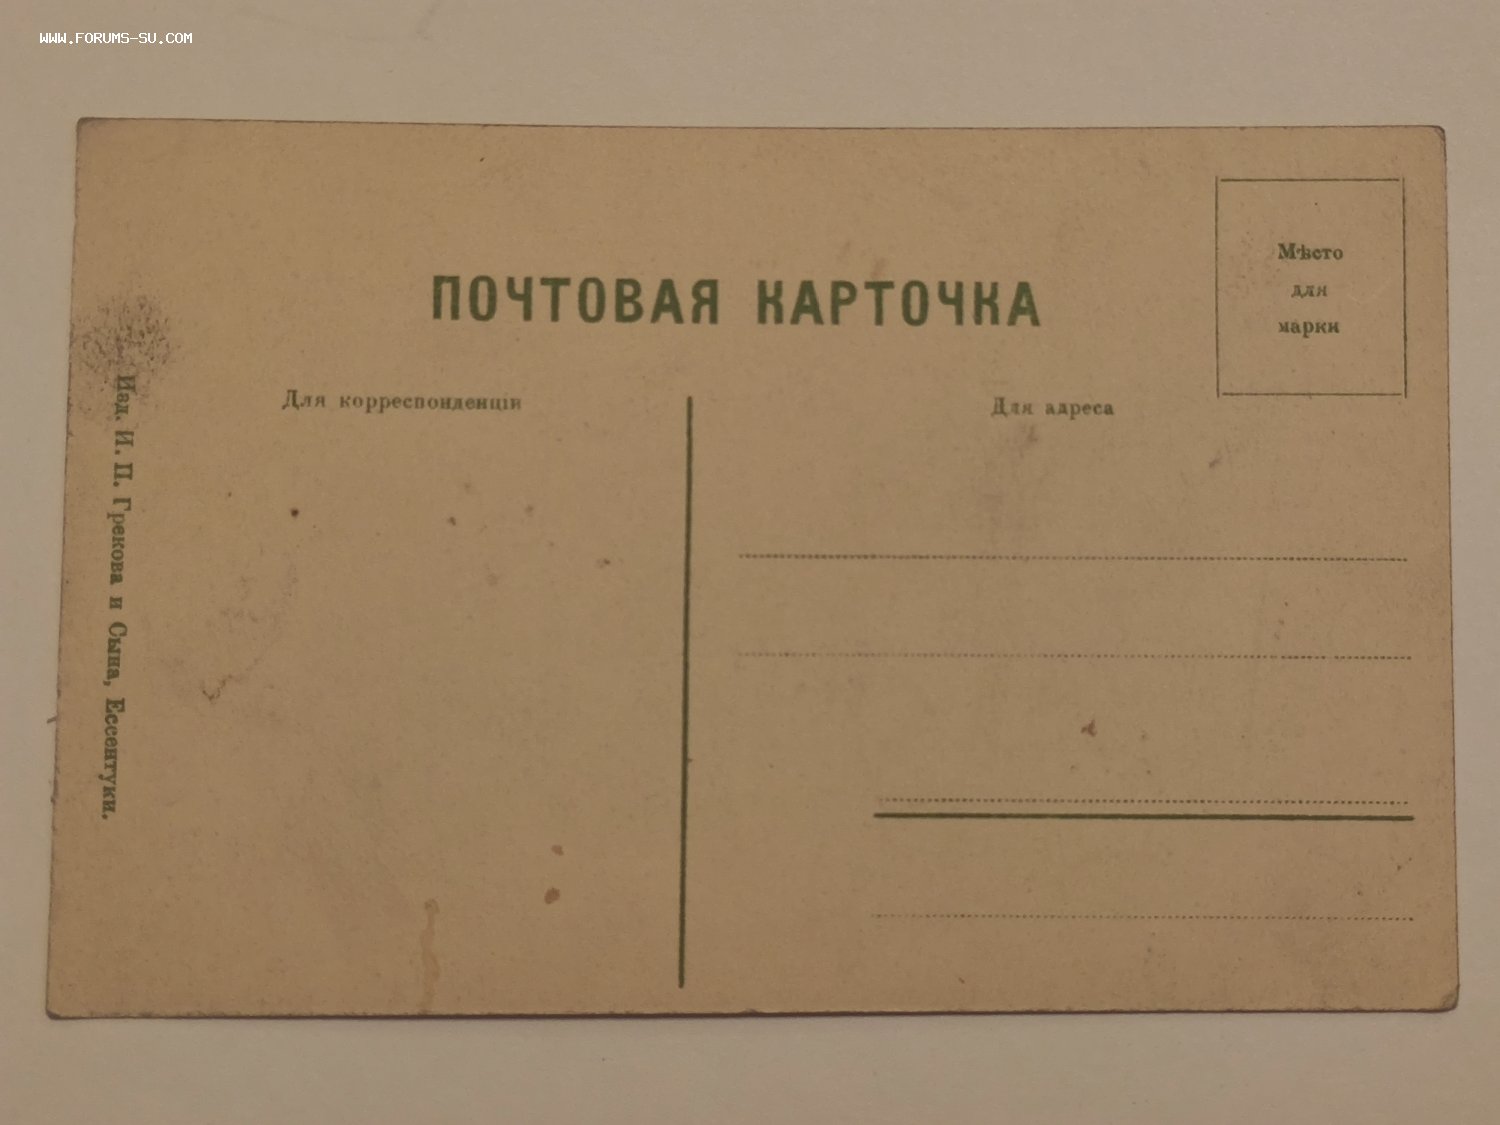 WWW.FORUMS-SU.COM
ПОЧТОВАЯ КАРТОЧКА
Мѣсто
для
марки
Для корреспонденціи
Для адреса
Изд. И. П. Грекова и Сына, Ессентуки.